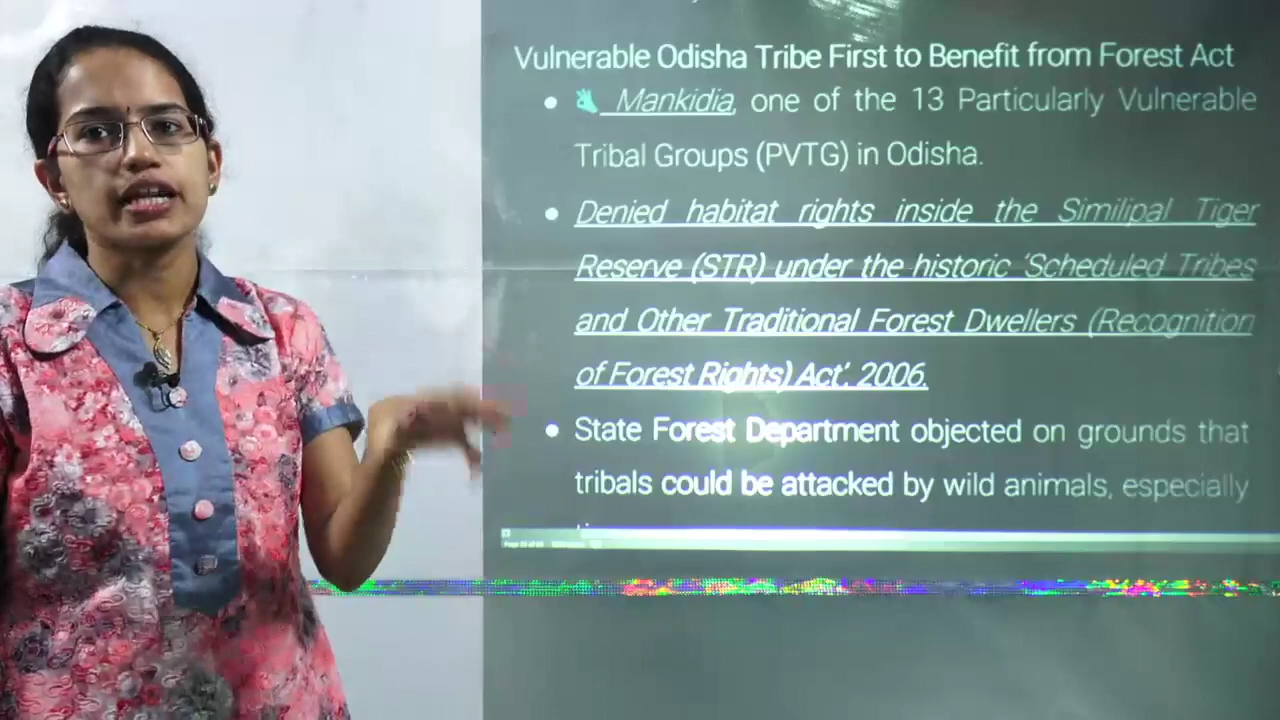 Vulnerable Odisha Tribe First to Benefit from Forest Act
Mankidia, one of the 13 Particularly Vulnerable
Tribal Groups (PVTG) in Odisha.
Denied habitat rights inside the Similipal Tiger
Reserve (STR) under the historic ‘Scheduled Tribes
and Other Traditional Forest Dwellers (Recognition
of Forest Rights) Act’, 2006.
State Forest Department objected on grounds that
tribals could be attacked by wild animals, especially